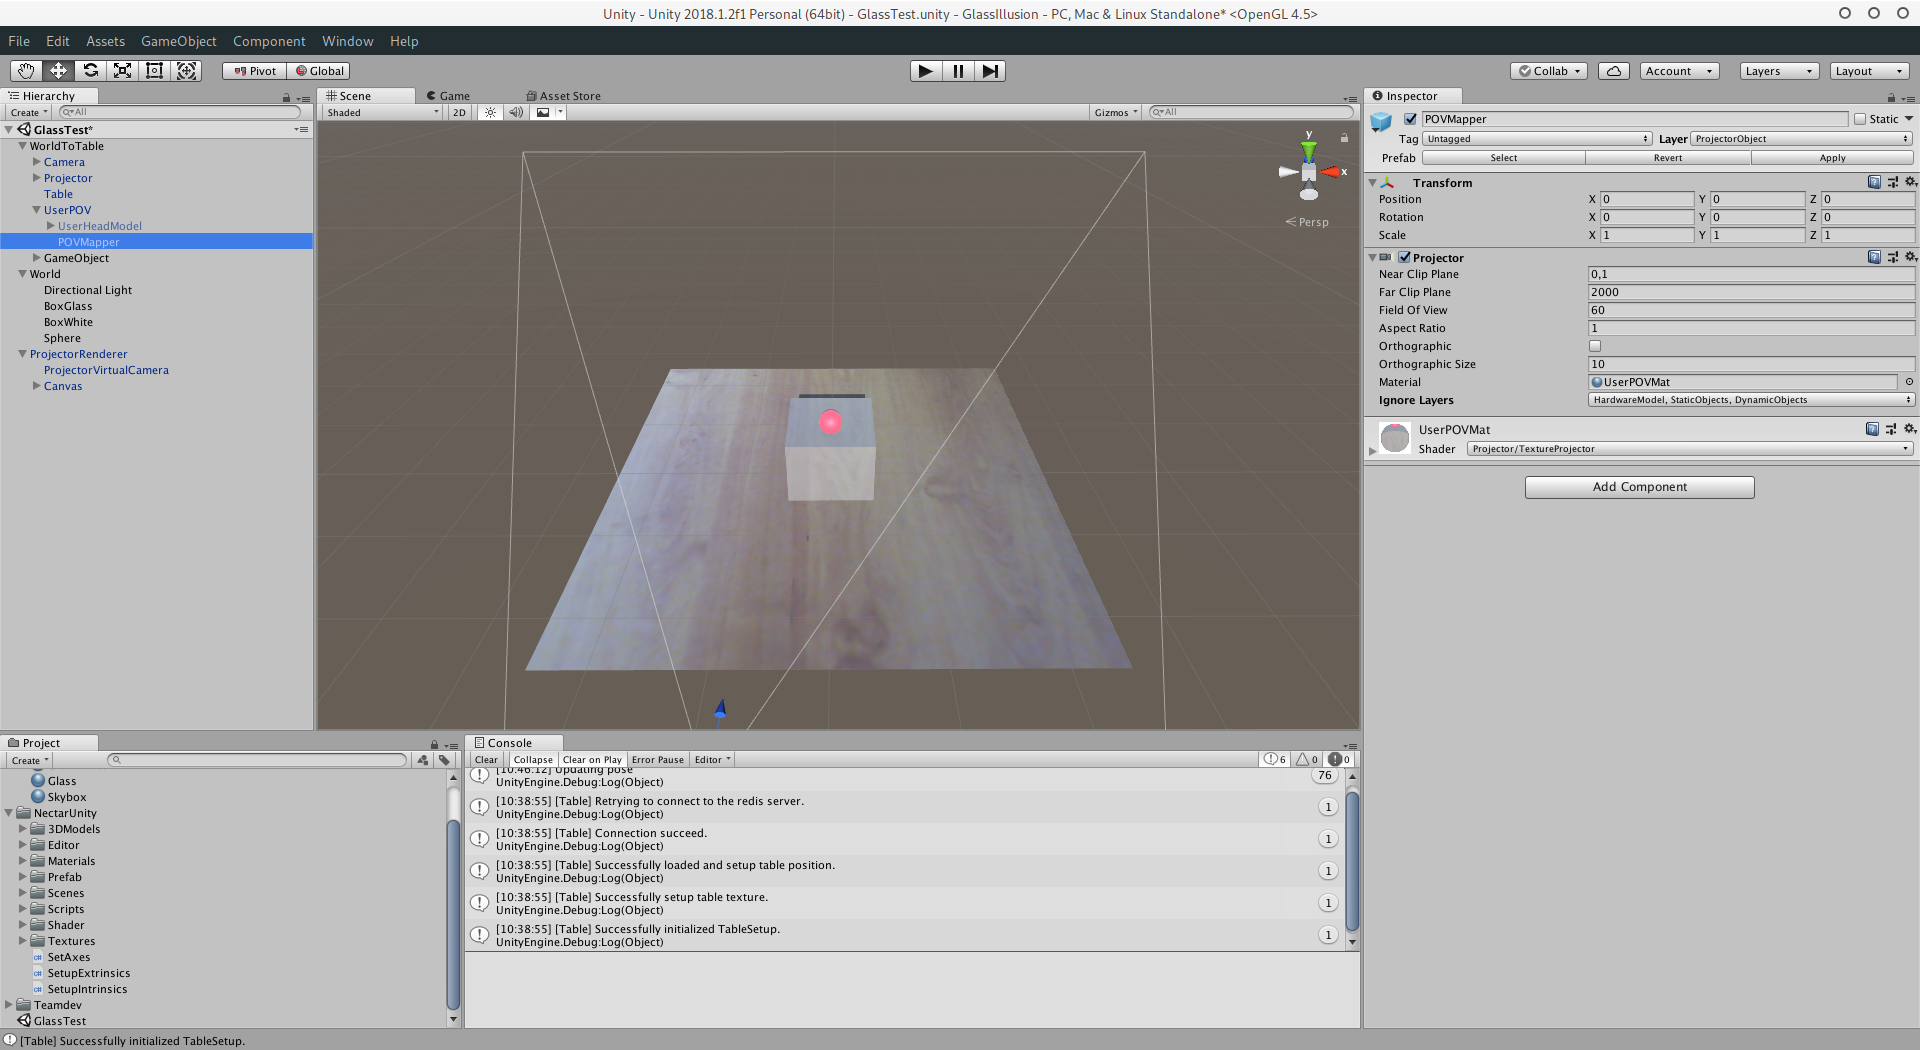 Unity - Unity 2018.1.2f1 Personal (64bit) - GlassTest.unity - GlassIllusion - PC, Mac & Linux Standalone* <OpenGL 4.5>
File Edit Assets GameObject Component Window Help
Pivot Global Collab Account Layers Layout
Hierarchy
Create All
GlassTest*
WorldToTable
Camera
Projector
Table
UserPOV
UserHeadModel
POVMapper
GameObject
World
Directional Light
BoxGlass
BoxWhite
Sphere
ProjectorRenderer
ProjectorVirtualCamera
Canvas
Scene Game Asset Store
Shaded 2D Gizmos All
y
x
Persp
Inspector
POVMapper Static
Tag Untagged Layer ProjectorObject
Prefab Select Revert Apply
Transform
Position X 0 Y 0 Z 0
Rotation X 0 Y 0 Z 0
Scale X 1 Y 1 Z 1
Projector
Near Clip Plane 0,1
Far Clip Plane 2000
Field Of View 60
Aspect Ratio 1
Orthographic
Orthographic Size 10
Material UserPOVMat
Ignore Layers HardwareModel, StaticObjects, DynamicObjects
UserPOVMat
Shader Projector/TextureProjector
Add Component
Project
Create
Glass
Skybox
NectarUnity
3DModels
Editor
Materials
Prefab
Scenes
Scripts
Shader
Textures
SetAxes
SetupExtrinsics
SetupIntrinsics
Teamdev
GlassTest
Console
Clear Collapse Clear on Play Error Pause Editor 6 0 0
[10:46:12] Updating pose
UnityEngine.Debug:Log(Object)
76
[10:38:55] [Table] Retrying to connect to the redis server.
UnityEngine.Debug:Log(Object)
1
[10:38:55] [Table] Connection succeed.
UnityEngine.Debug:Log(Object)
1
[10:38:55] [Table] Successfully loaded and setup table position.
UnityEngine.Debug:Log(Object)
1
[10:38:55] [Table] Successfully setup table texture.
UnityEngine.Debug:Log(Object)
1
[10:38:55] [Table] Successfully initialized TableSetup.
UnityEngine.Debug:Log(Object)
1
[Table] Successfully initialized TableSetup.